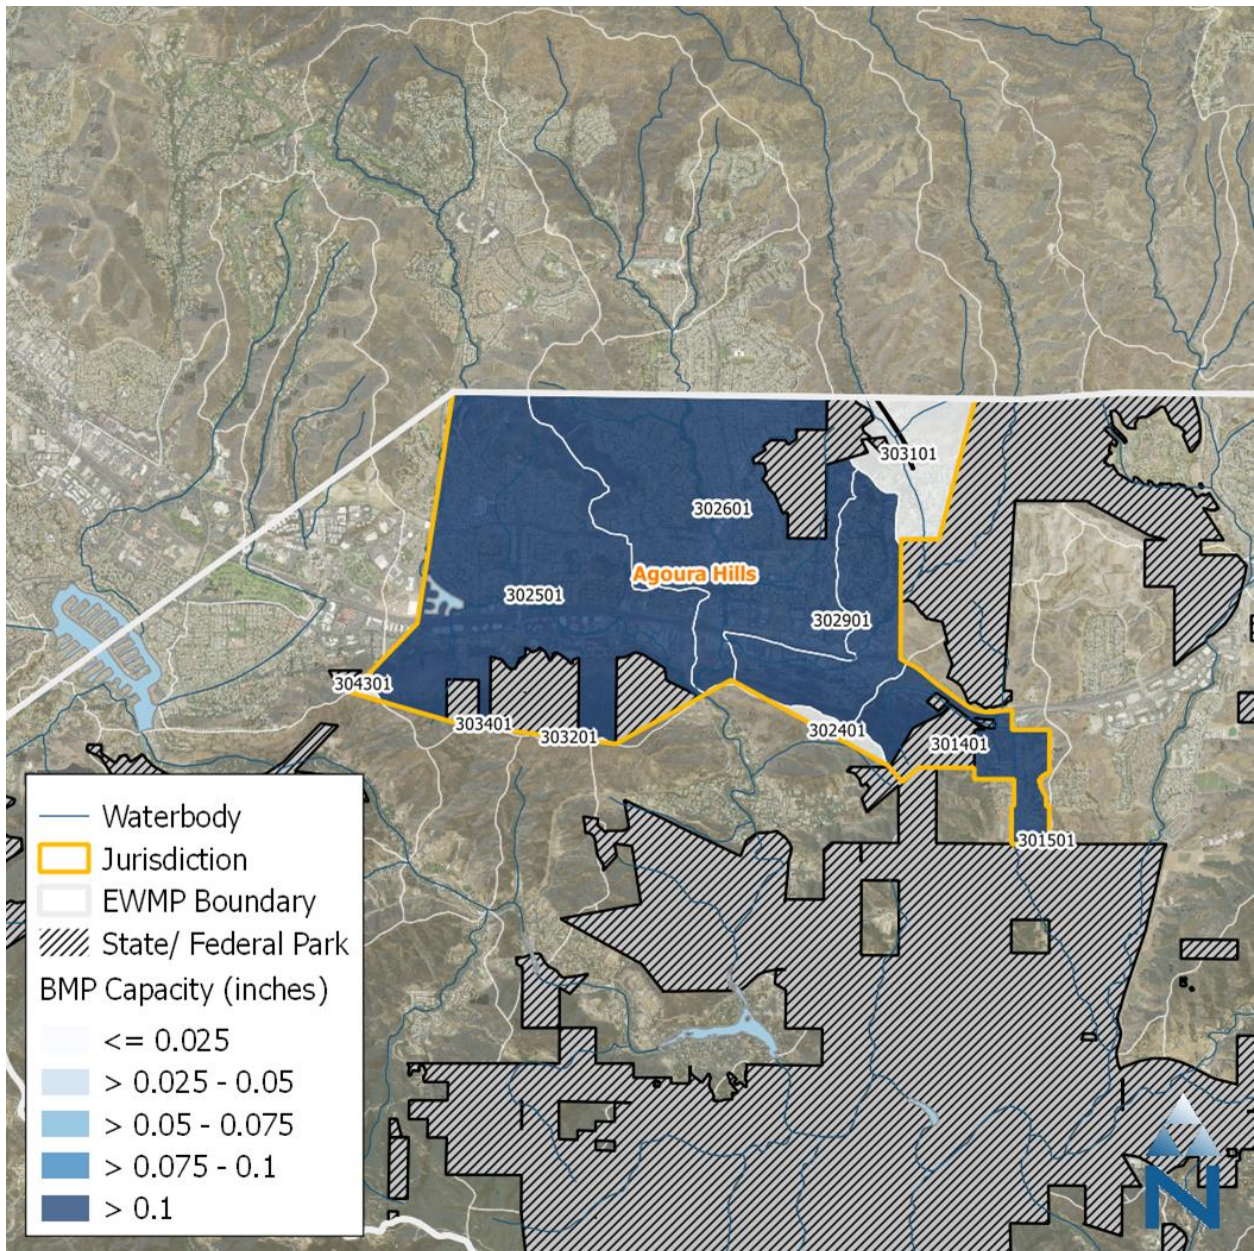 303101
302601
Agoura Hills
302501
302901
304301
303401
303201
302401
301401
301501
Waterbody
Jurisdiction
EWMP Boundary
State/ Federal Park
BMP Capacity (inches)
<= 0.025
> 0.025 - 0.05
> 0.05 - 0.075
> 0.075 - 0.1
> 0.1
N